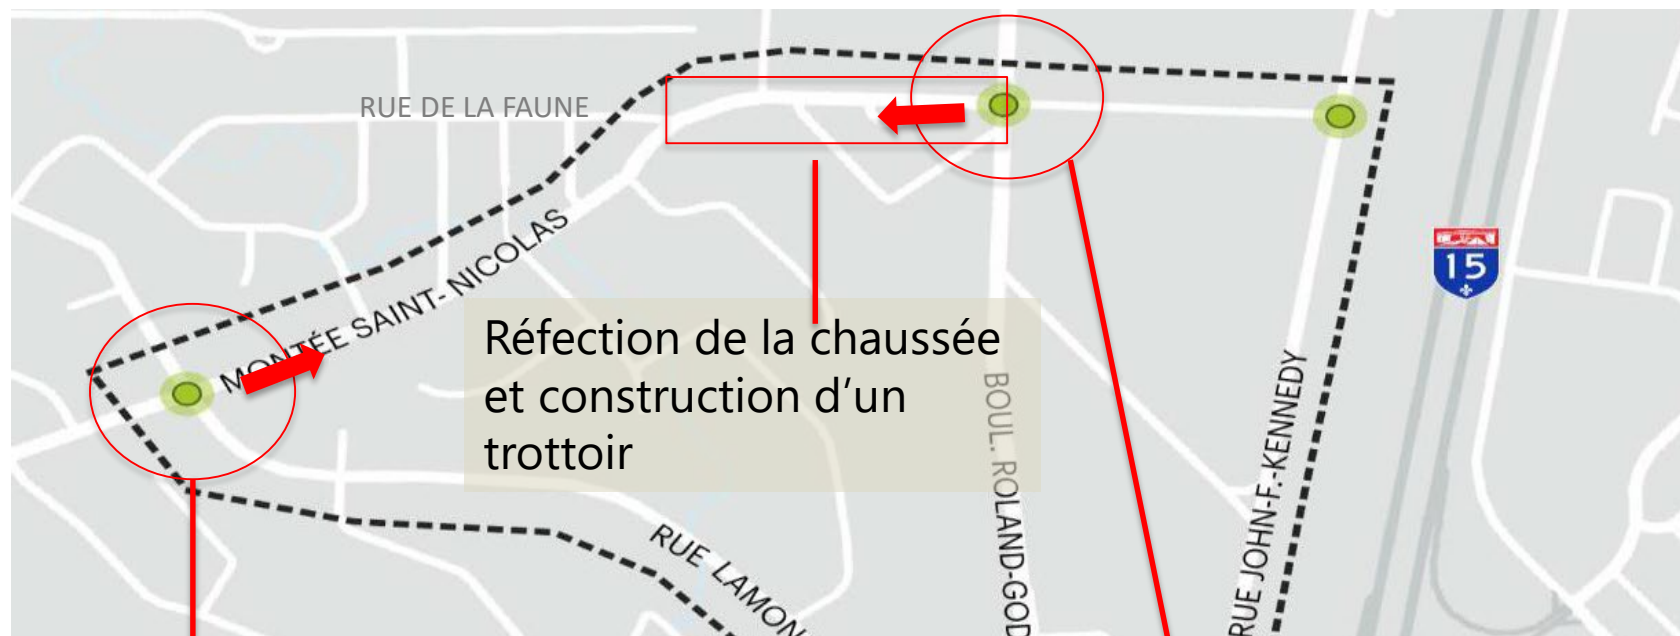 RUE DE LA FAUNE
MONTÉE SAINT-NICOLAS
15
Réfection de la chaussée
et construction d'un
trottoir
BOUL. ROLAND-GOD
RUE JOHN-F.-KENNEDY
RUE LAMON